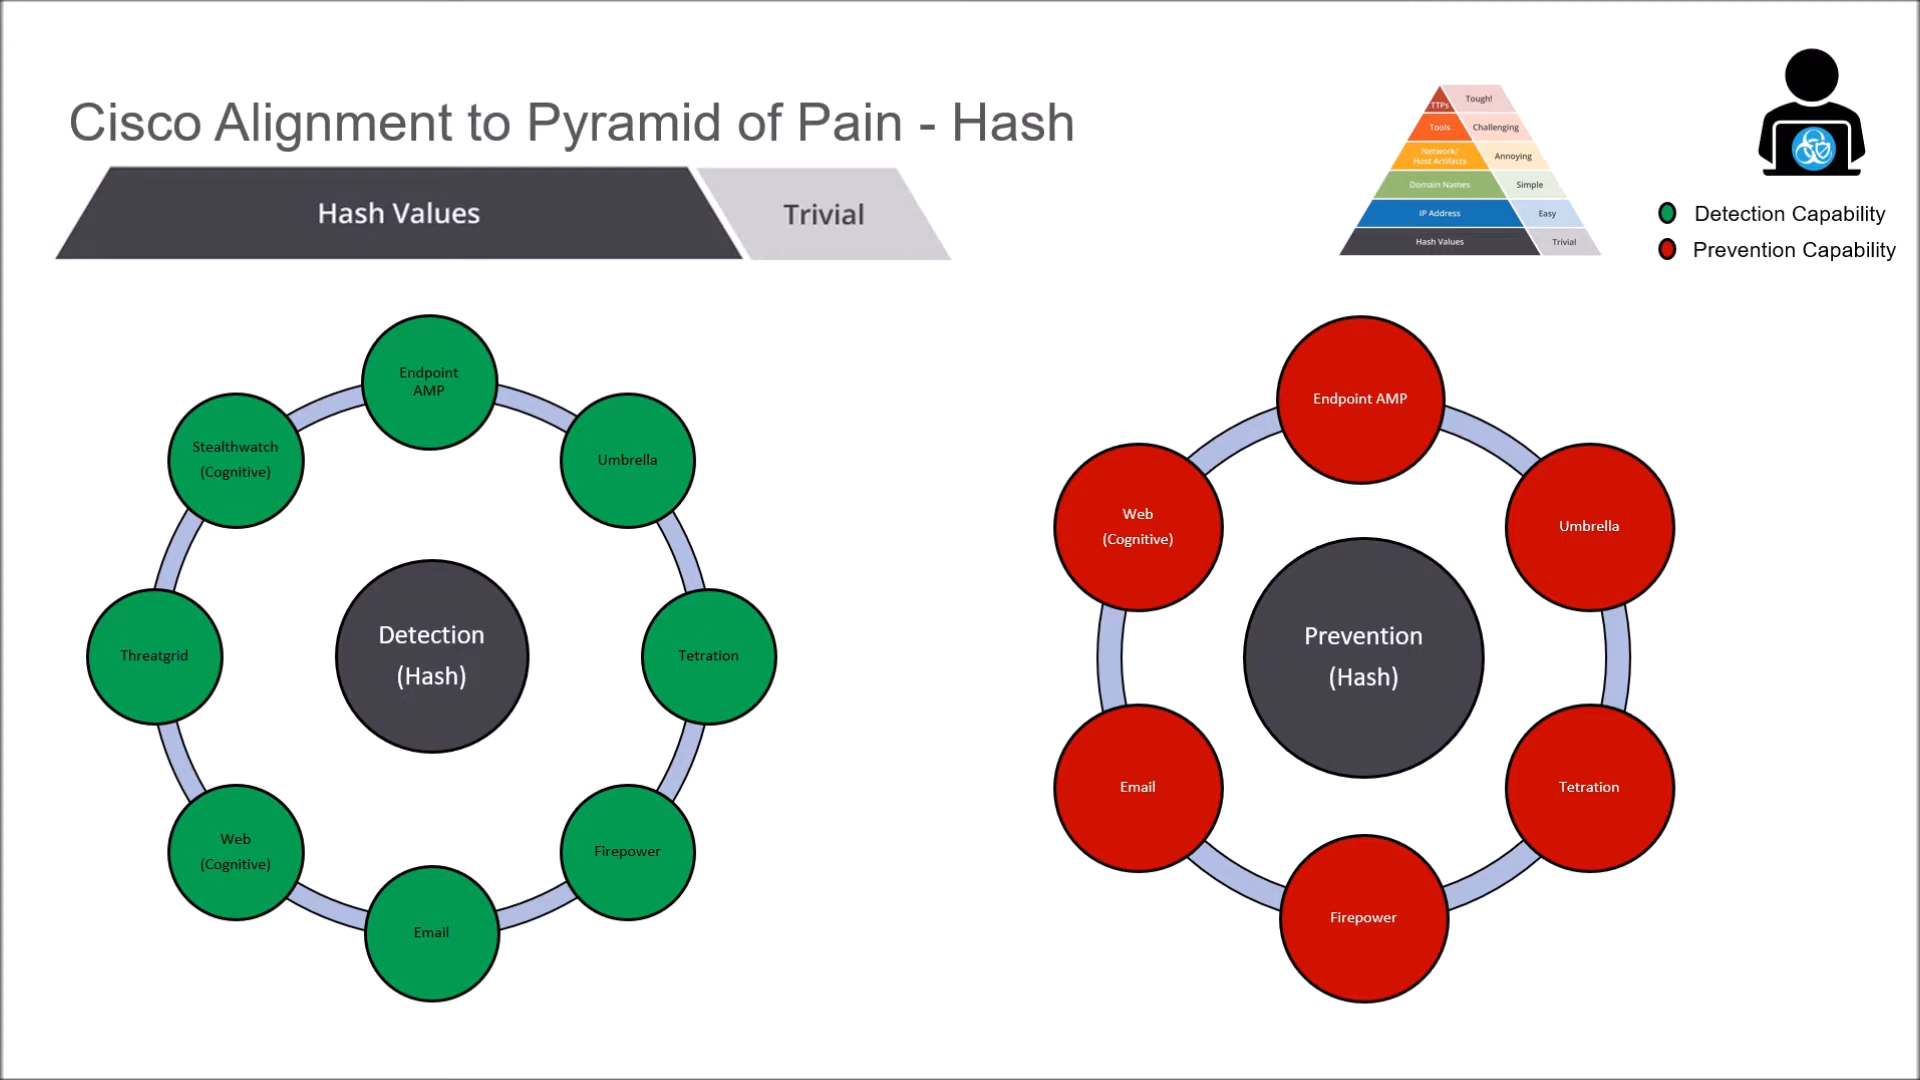 Cisco Alignment to Pyramid of Pain - Hash
Hash Values
Trivial
TTPs
Tough!
Tools
Challenging
Network/
Host Artifacts
Annoying
Domain Names
Simple
IP Address
Easy
Hash Values
Trivial
Detection Capability
Prevention Capability
Endpoint
AMP
Stealthwatch
(Cognitive)
Umbrella
Threatgrid
Detection
(Hash)
Tetration
Web
(Cognitive)
Firepower
Email
Endpoint AMP
Web
(Cognitive)
Umbrella
Prevention
(Hash)
Email
Tetration
Firepower